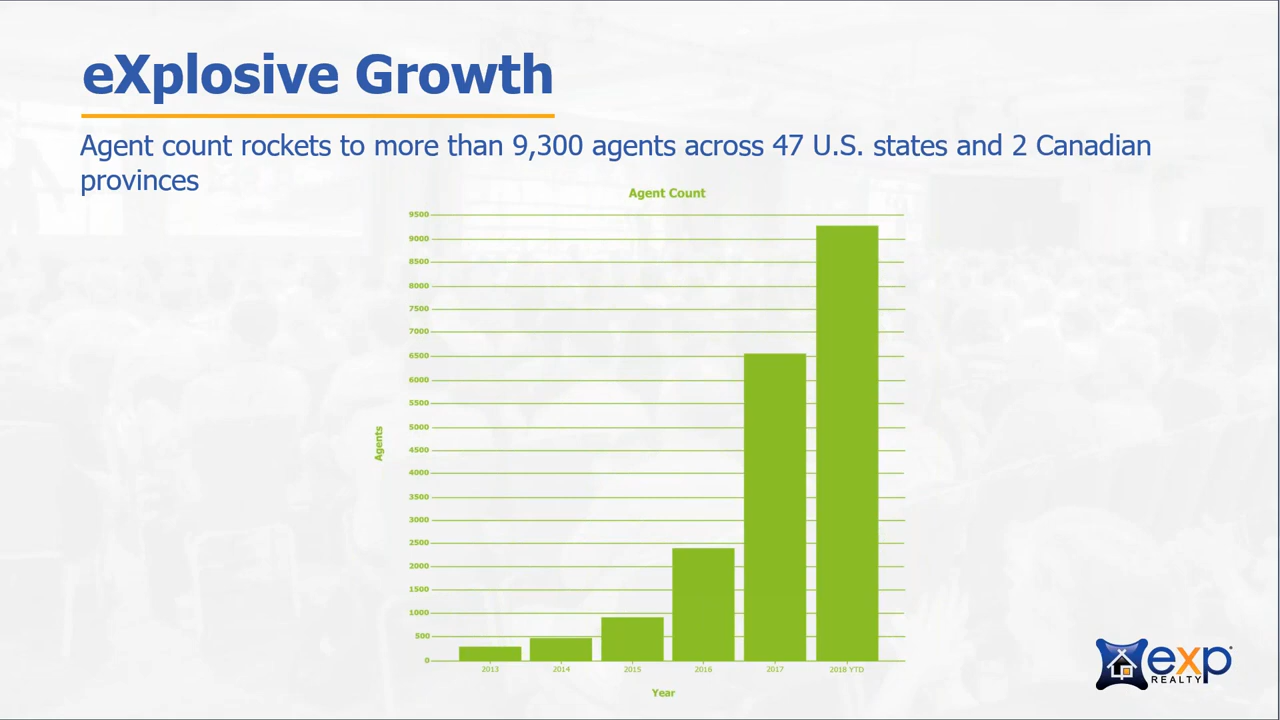 eXplosive Growth
Agent count rockets to more than 9,300 agents across 47 U.S. states and 2 Canadian
provinces
Agent Count
9500
9000
8500
8000
7500
7000
6500
6000
5500
5000
4500
4000
3500
3000
2500
2000
1500
1000
500
0
Agents
2013 2014 2015 2016 2017 2018 YTD
Year
exp
REALTY